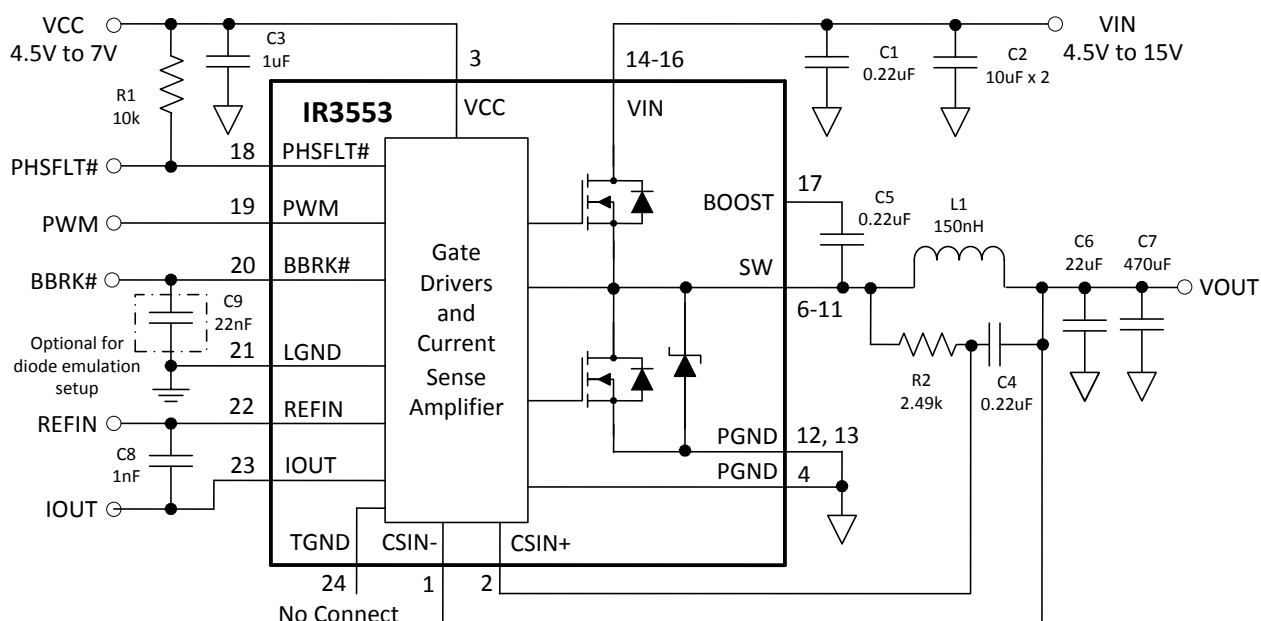 VCC
4.5V to 7V
C3
1uF
3
14-16
C1
0.22uF
C2
10uF x 2
VIN
4.5V to 15V
R1
10k
IR3553
VCC
VIN
PHSFLT#
18
PHSFLT#
PWM
19
PWM
BOOST
17
C5
0.22uF
L1
150nH
C6
22uF
C7
470uF
BBRK#
20
BBRK#
Gate
Drivers
and
Current
Sense
Amplifier
SW
6-11
VOUT
C9
22nF
Optional for
diode emulation
setup
21
LGND
R2
2.49k
C4
0.22uF
REFIN
22
REFIN
C8
1nF
23
IOUT
IOUT
PGND
12, 13
PGND
4
TGND
CSIN-
CSIN+
24
1
2
No Connect